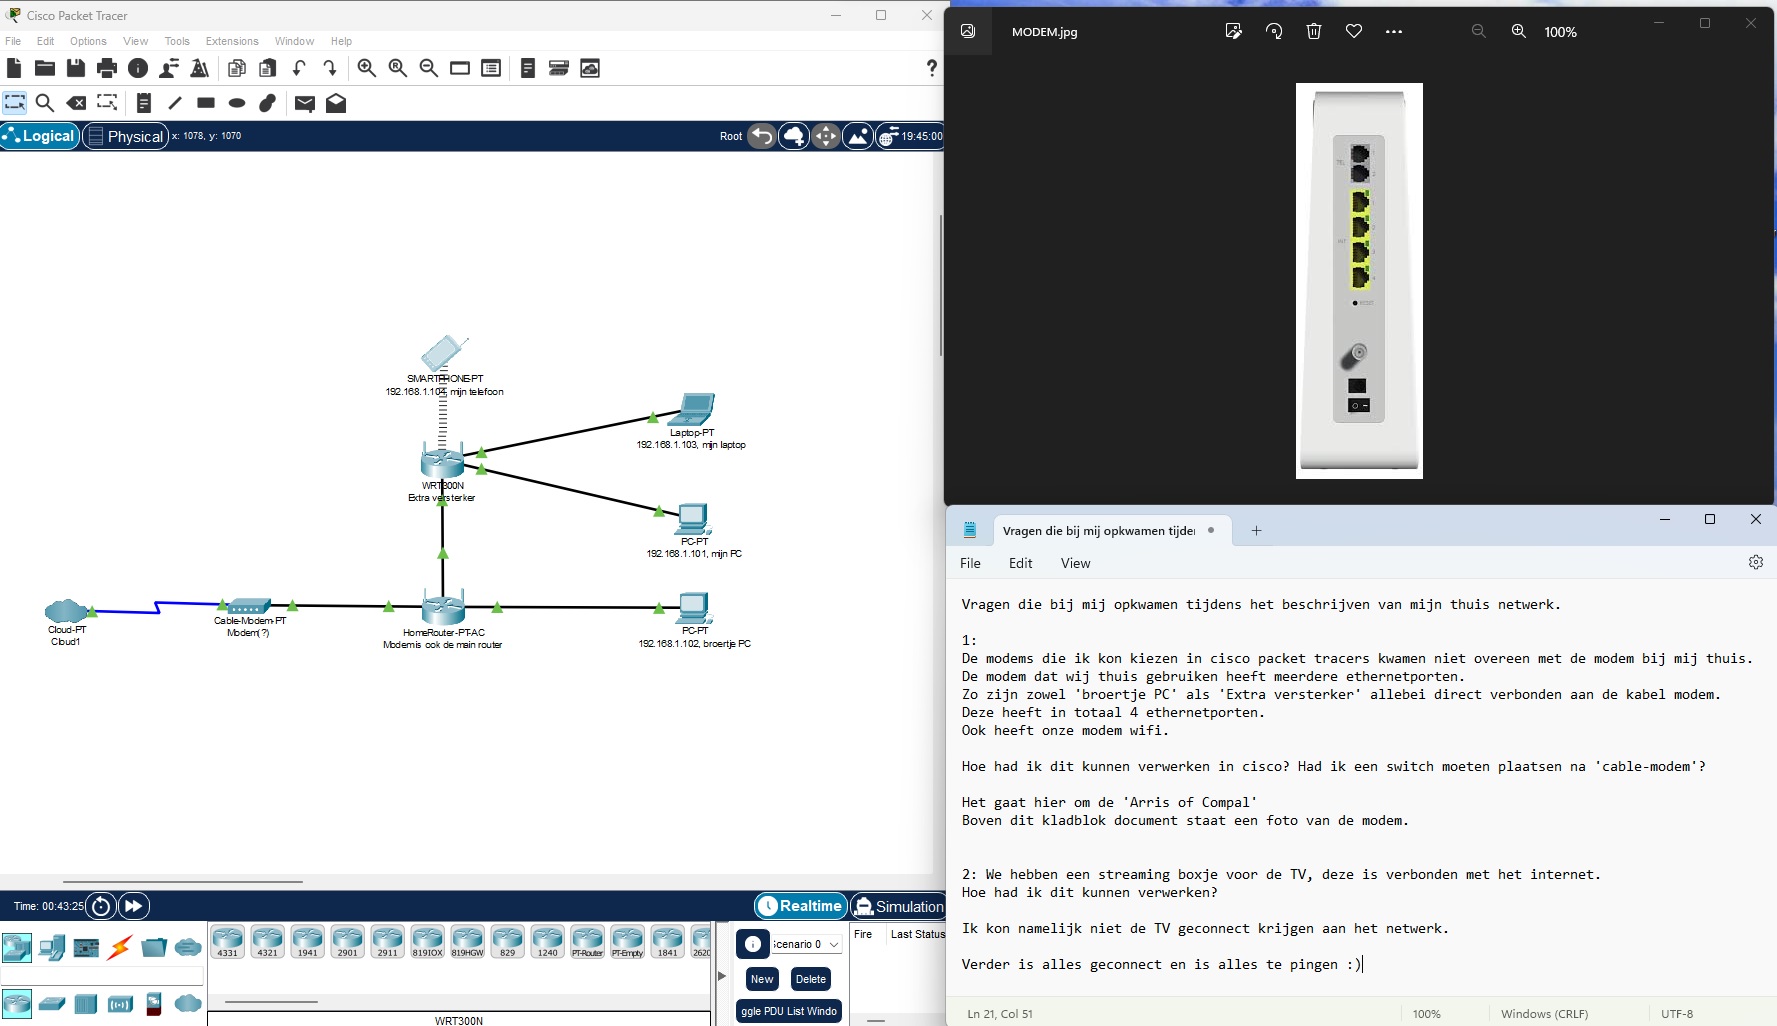 Cisco Packet Tracer
File Edit Options View Tools Extensions Window Help
Logical Physical x: 1078, y: 1070
Root 19:45:00
SMARTPHONE-PT
192.168.1.104, mijn telefoon
Laptop-PT
192.168.1.103, mijn laptop
WRT300N
Extra versterker
PC-PT
192.168.1.101, mijn PC
Cloud-PT
Cloud1
Cable-Modem-PT
Modem(?)
HomeRouter-PT-AC
Modem is ook de main router
PC-PT
192.168.1.102, broertje PC
Time: 00:43:25
Realtime Simulation
4331 4321 1941 2901 2911 819IOX 819HGW 829 1240 PT-Router PT-Empty 1841 2620
WRT300N
Scenario 0
New Delete
ggle PDU List Windo
Fire Last Status
MODEM.jpg
100%
TEL
1
2
1
2
3
4
RESET
Vragen die bij mij opkwamen tijde
File Edit View
Vragen die bij mij opkwamen tijdens het beschrijven van mijn thuis netwerk.
1:
De modems die ik kon kiezen in cisco packet tracers kwamen niet overeen met de modem bij mij thuis.
De modem dat wij thuis gebruiken heeft meerdere ethernetporten.
Zo zijn zowel 'broertje PC' als 'Extra versterker' allebei direct verbonden aan de kabel modem.
Deze heeft in totaal 4 ethernetporten.
Ook heeft onze modem wifi.
Hoe had ik dit kunnen verwerken in cisco? Had ik een switch moeten plaatsen na 'cable-modem'?
Het gaat hier om de 'Arris of Compal'
Boven dit kladblok document staat een foto van de modem.
2: We hebben een streaming boxje voor de TV, deze is verbonden met het internet.
Hoe had ik dit kunnen verwerken?
Ik kon namelijk niet de TV geconnect krijgen aan het netwerk.
Verder is alles geconnect en is alles te pingen :)
Ln 21, Col 51 100% Windows (CRLF) UTF-8